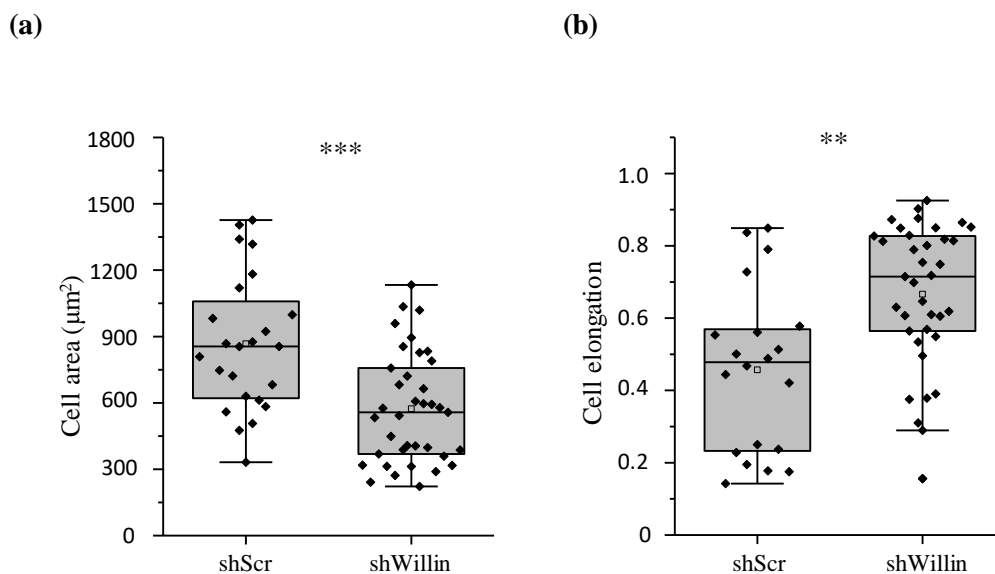 (a)
(b)
Cell area (μm²)
1800
1500
1200
900
600
300
0
***
shScr
shWillin
Cell elongation
1.0
0.8
0.6
0.4
0.2
0
**
shScr
shWillin